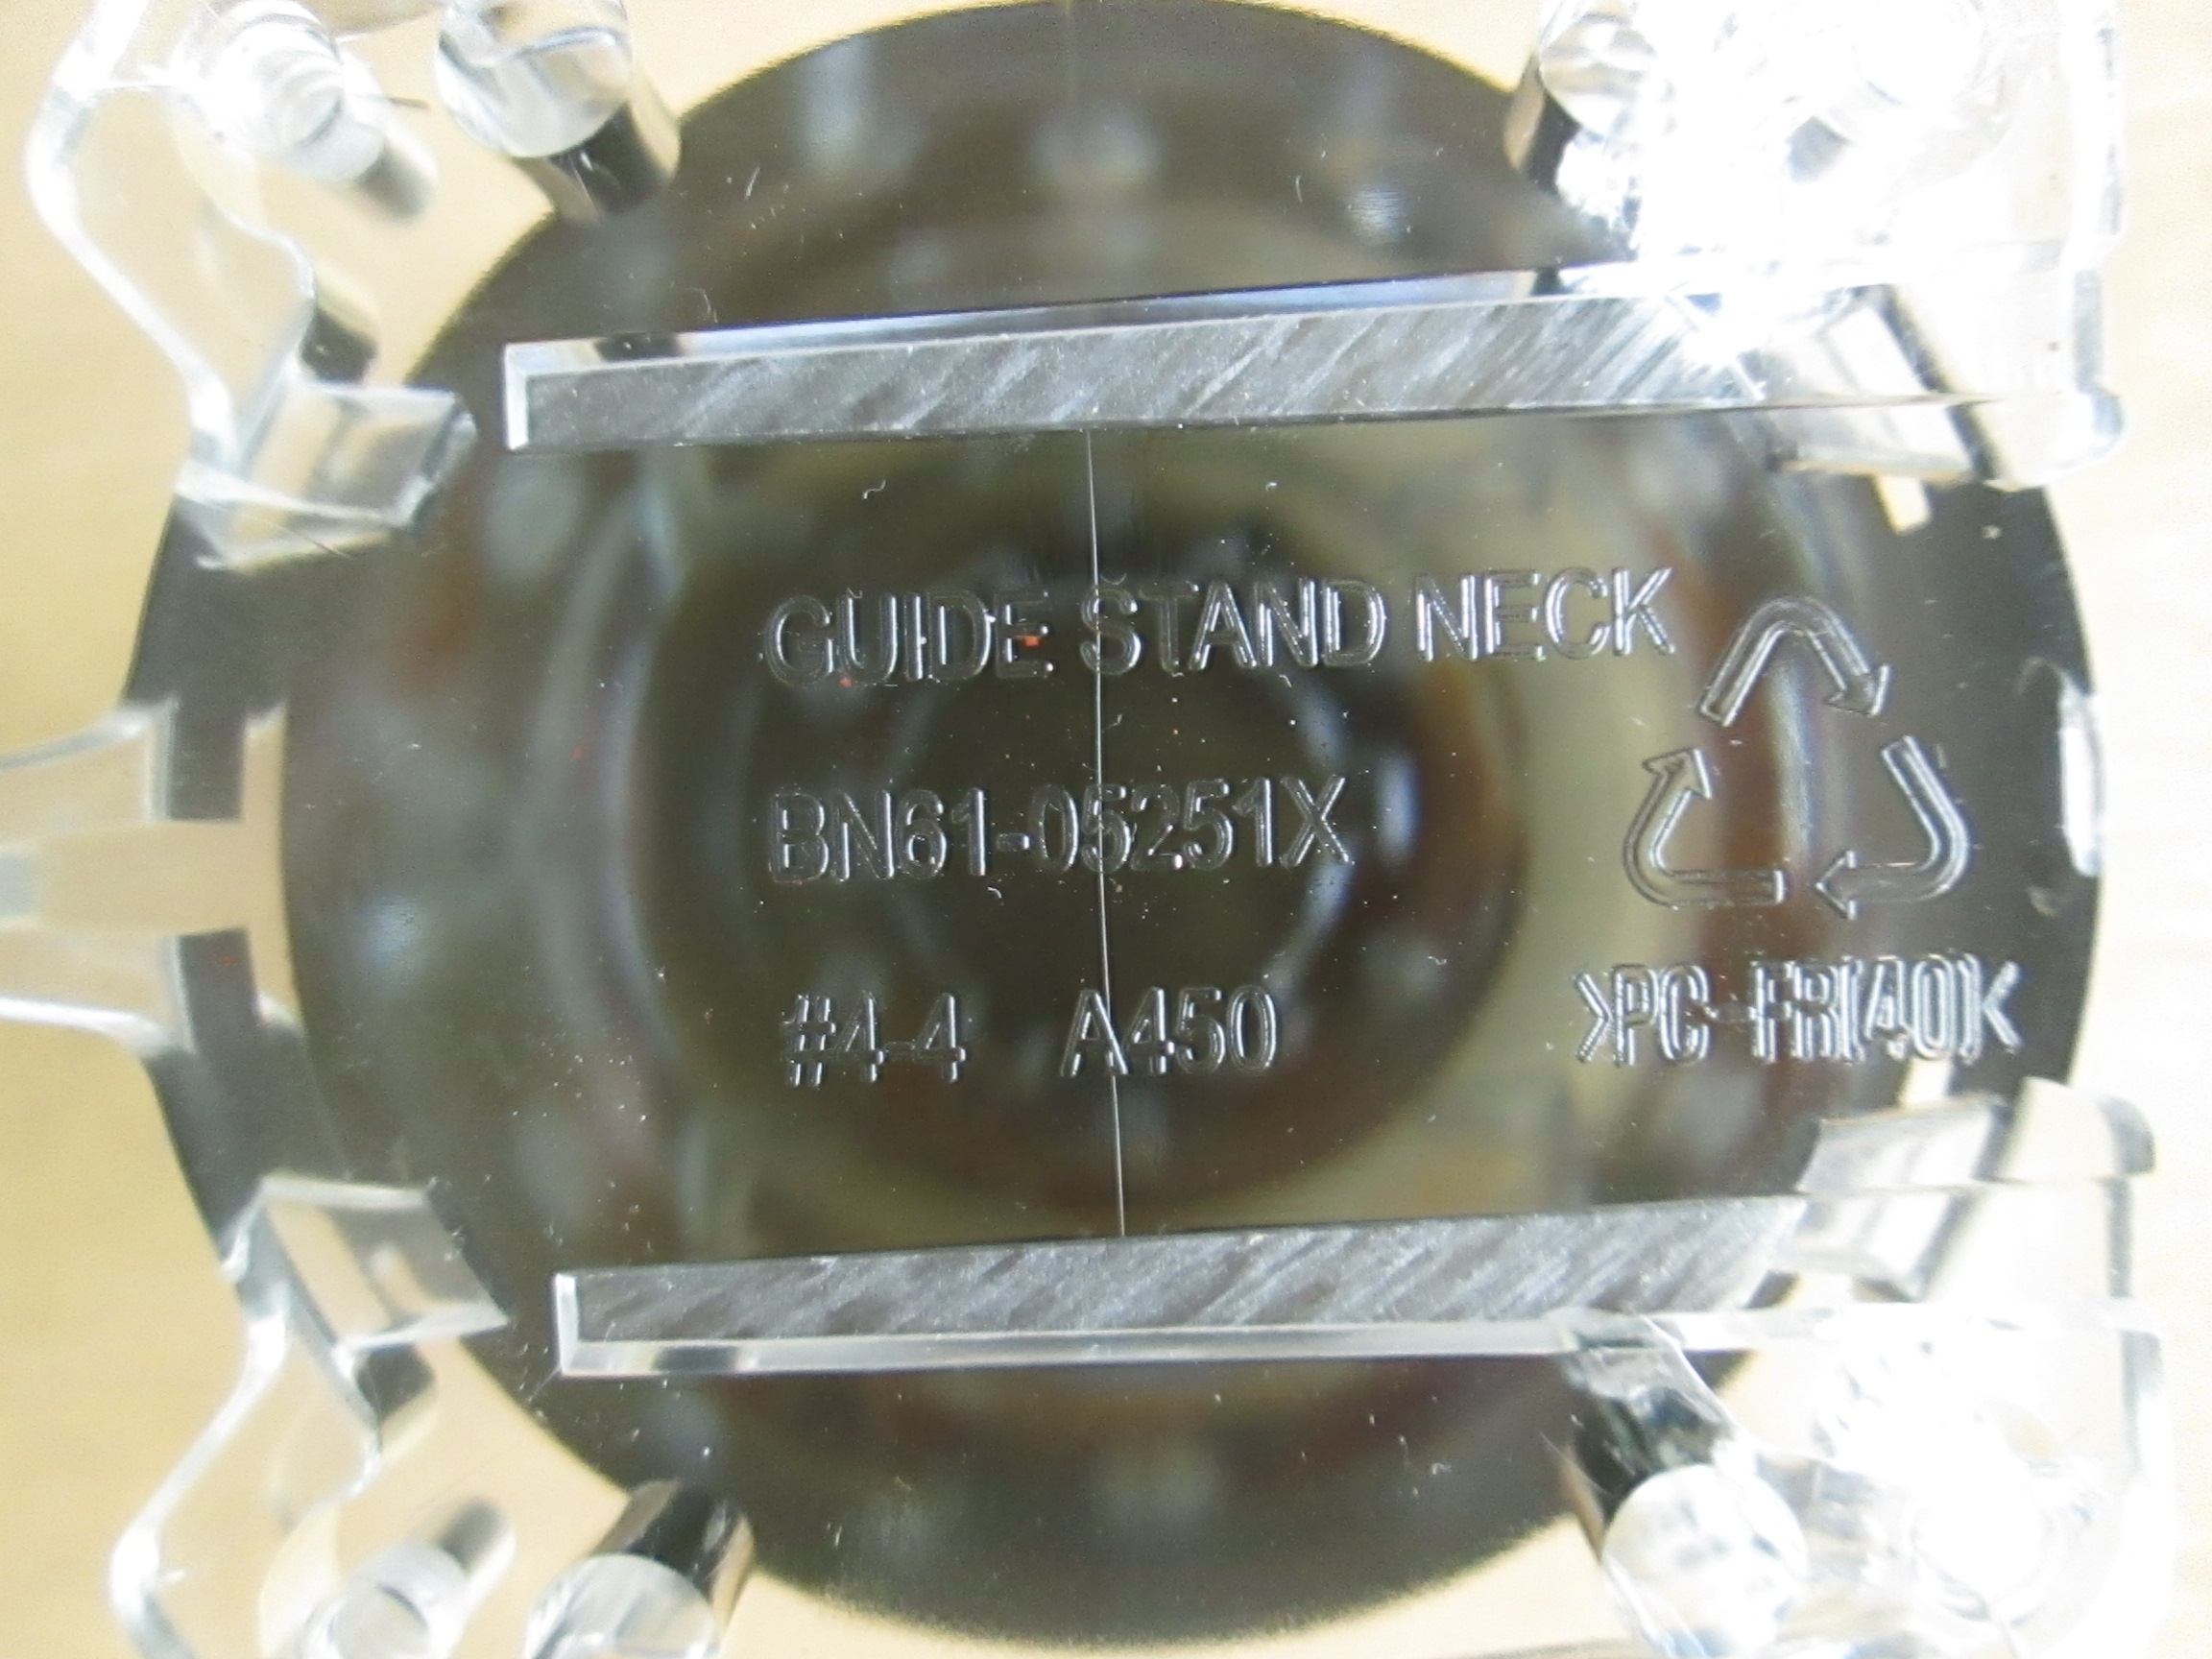 GUIDE STAND NECK
BN61-05251X
#4-4 A450
>PC-FR(40)<